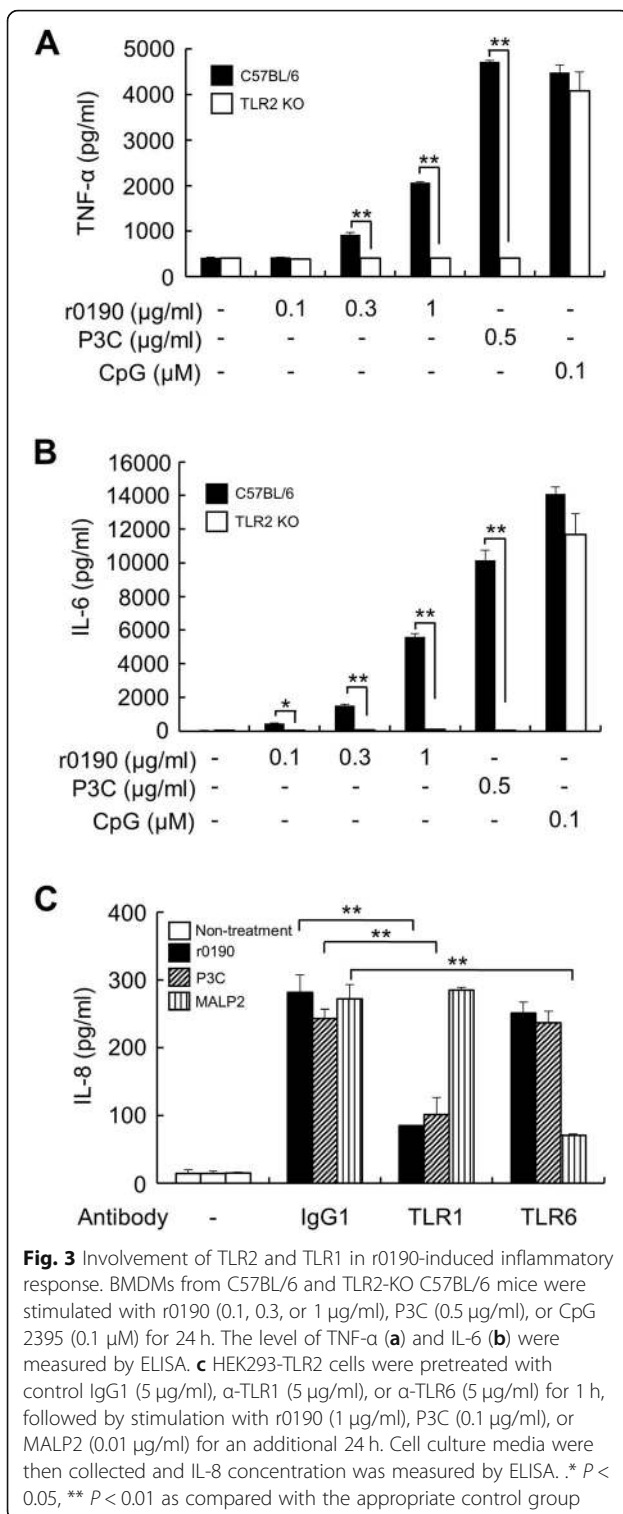 A
TNF-α (pg/ml)
5000
4000
3000
2000
1000
0
C57BL/6
TLR2 KO
** ** **
r0190 (µg/ml) - 0.1 0.3 1 - -
P3C (µg/ml) - - - - 0.5 -
CpG (µM) - - - - - 0.1
B
IL-6 (pg/ml)
16000
14000
12000
10000
8000
6000
4000
2000
0
C57BL/6
TLR2 KO
* ** ** **
r0190 (µg/ml) - 0.1 0.3 1 - -
P3C (µg/ml) - - - - 0.5 -
CpG (µM) - - - - - 0.1
C
IL-8 (pg/ml)
400
300
200
100
0
Non-treatment
r0190
P3C
MALP2
**
**
**
Antibody - IgG1 TLR1 TLR6
Fig. 3 Involvement of TLR2 and TLR1 in r0190-induced inflammatory
response. BMDMs from C57BL/6 and TLR2-KO C57BL/6 mice were
stimulated with r0190 (0.1, 0.3, or 1 µg/ml), P3C (0.5 µg/ml), or CpG
2395 (0.1 µM) for 24 h. The level of TNF-α (a) and IL-6 (b) were
measured by ELISA. c HEK293-TLR2 cells were pretreated with
control IgG1 (5 µg/ml), α-TLR1 (5 µg/ml), or α-TLR6 (5 µg/ml) for 1 h,
followed by stimulation with r0190 (1 µg/ml), P3C (0.1 µg/ml), or
MALP2 (0.01 µg/ml) for an additional 24 h. Cell culture media were
then collected and IL-8 concentration was measured by ELISA. .* P <
0.05, ** P < 0.01 as compared with the appropriate control group